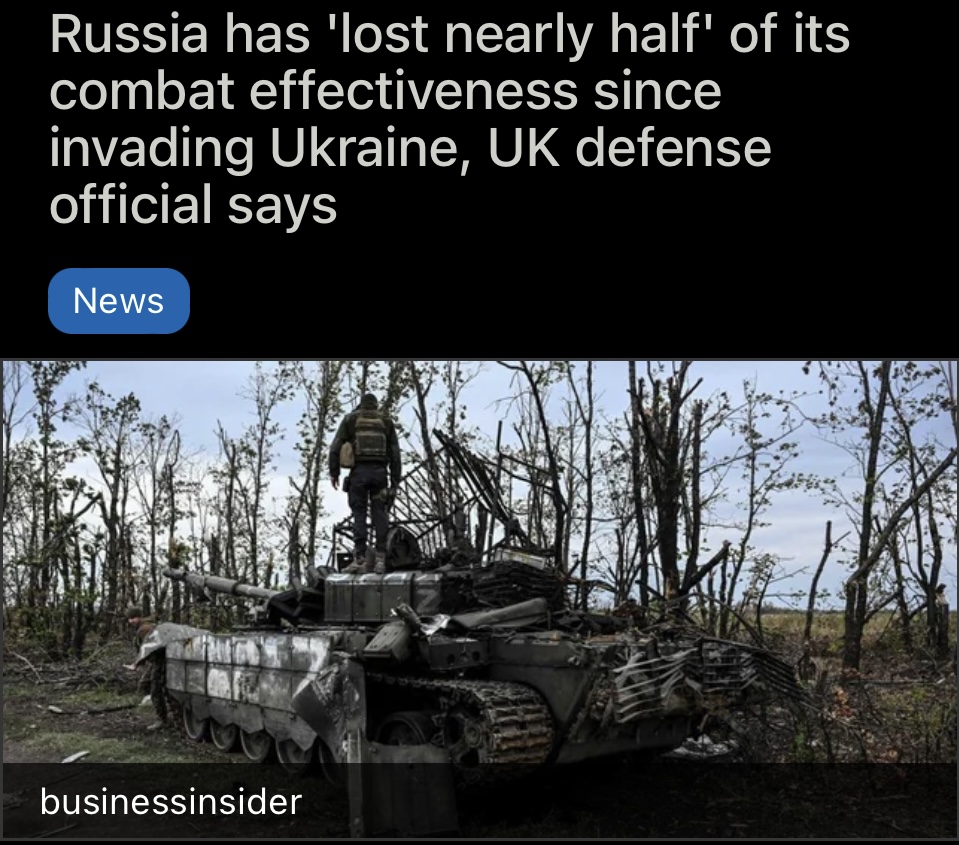 Russia has 'lost nearly half' of its
combat effectiveness since
invading Ukraine, UK defense
official says
News
businessinsider